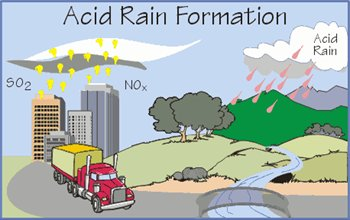 Acid Rain Formation
SO₂
NOₓ
Acid
Rain